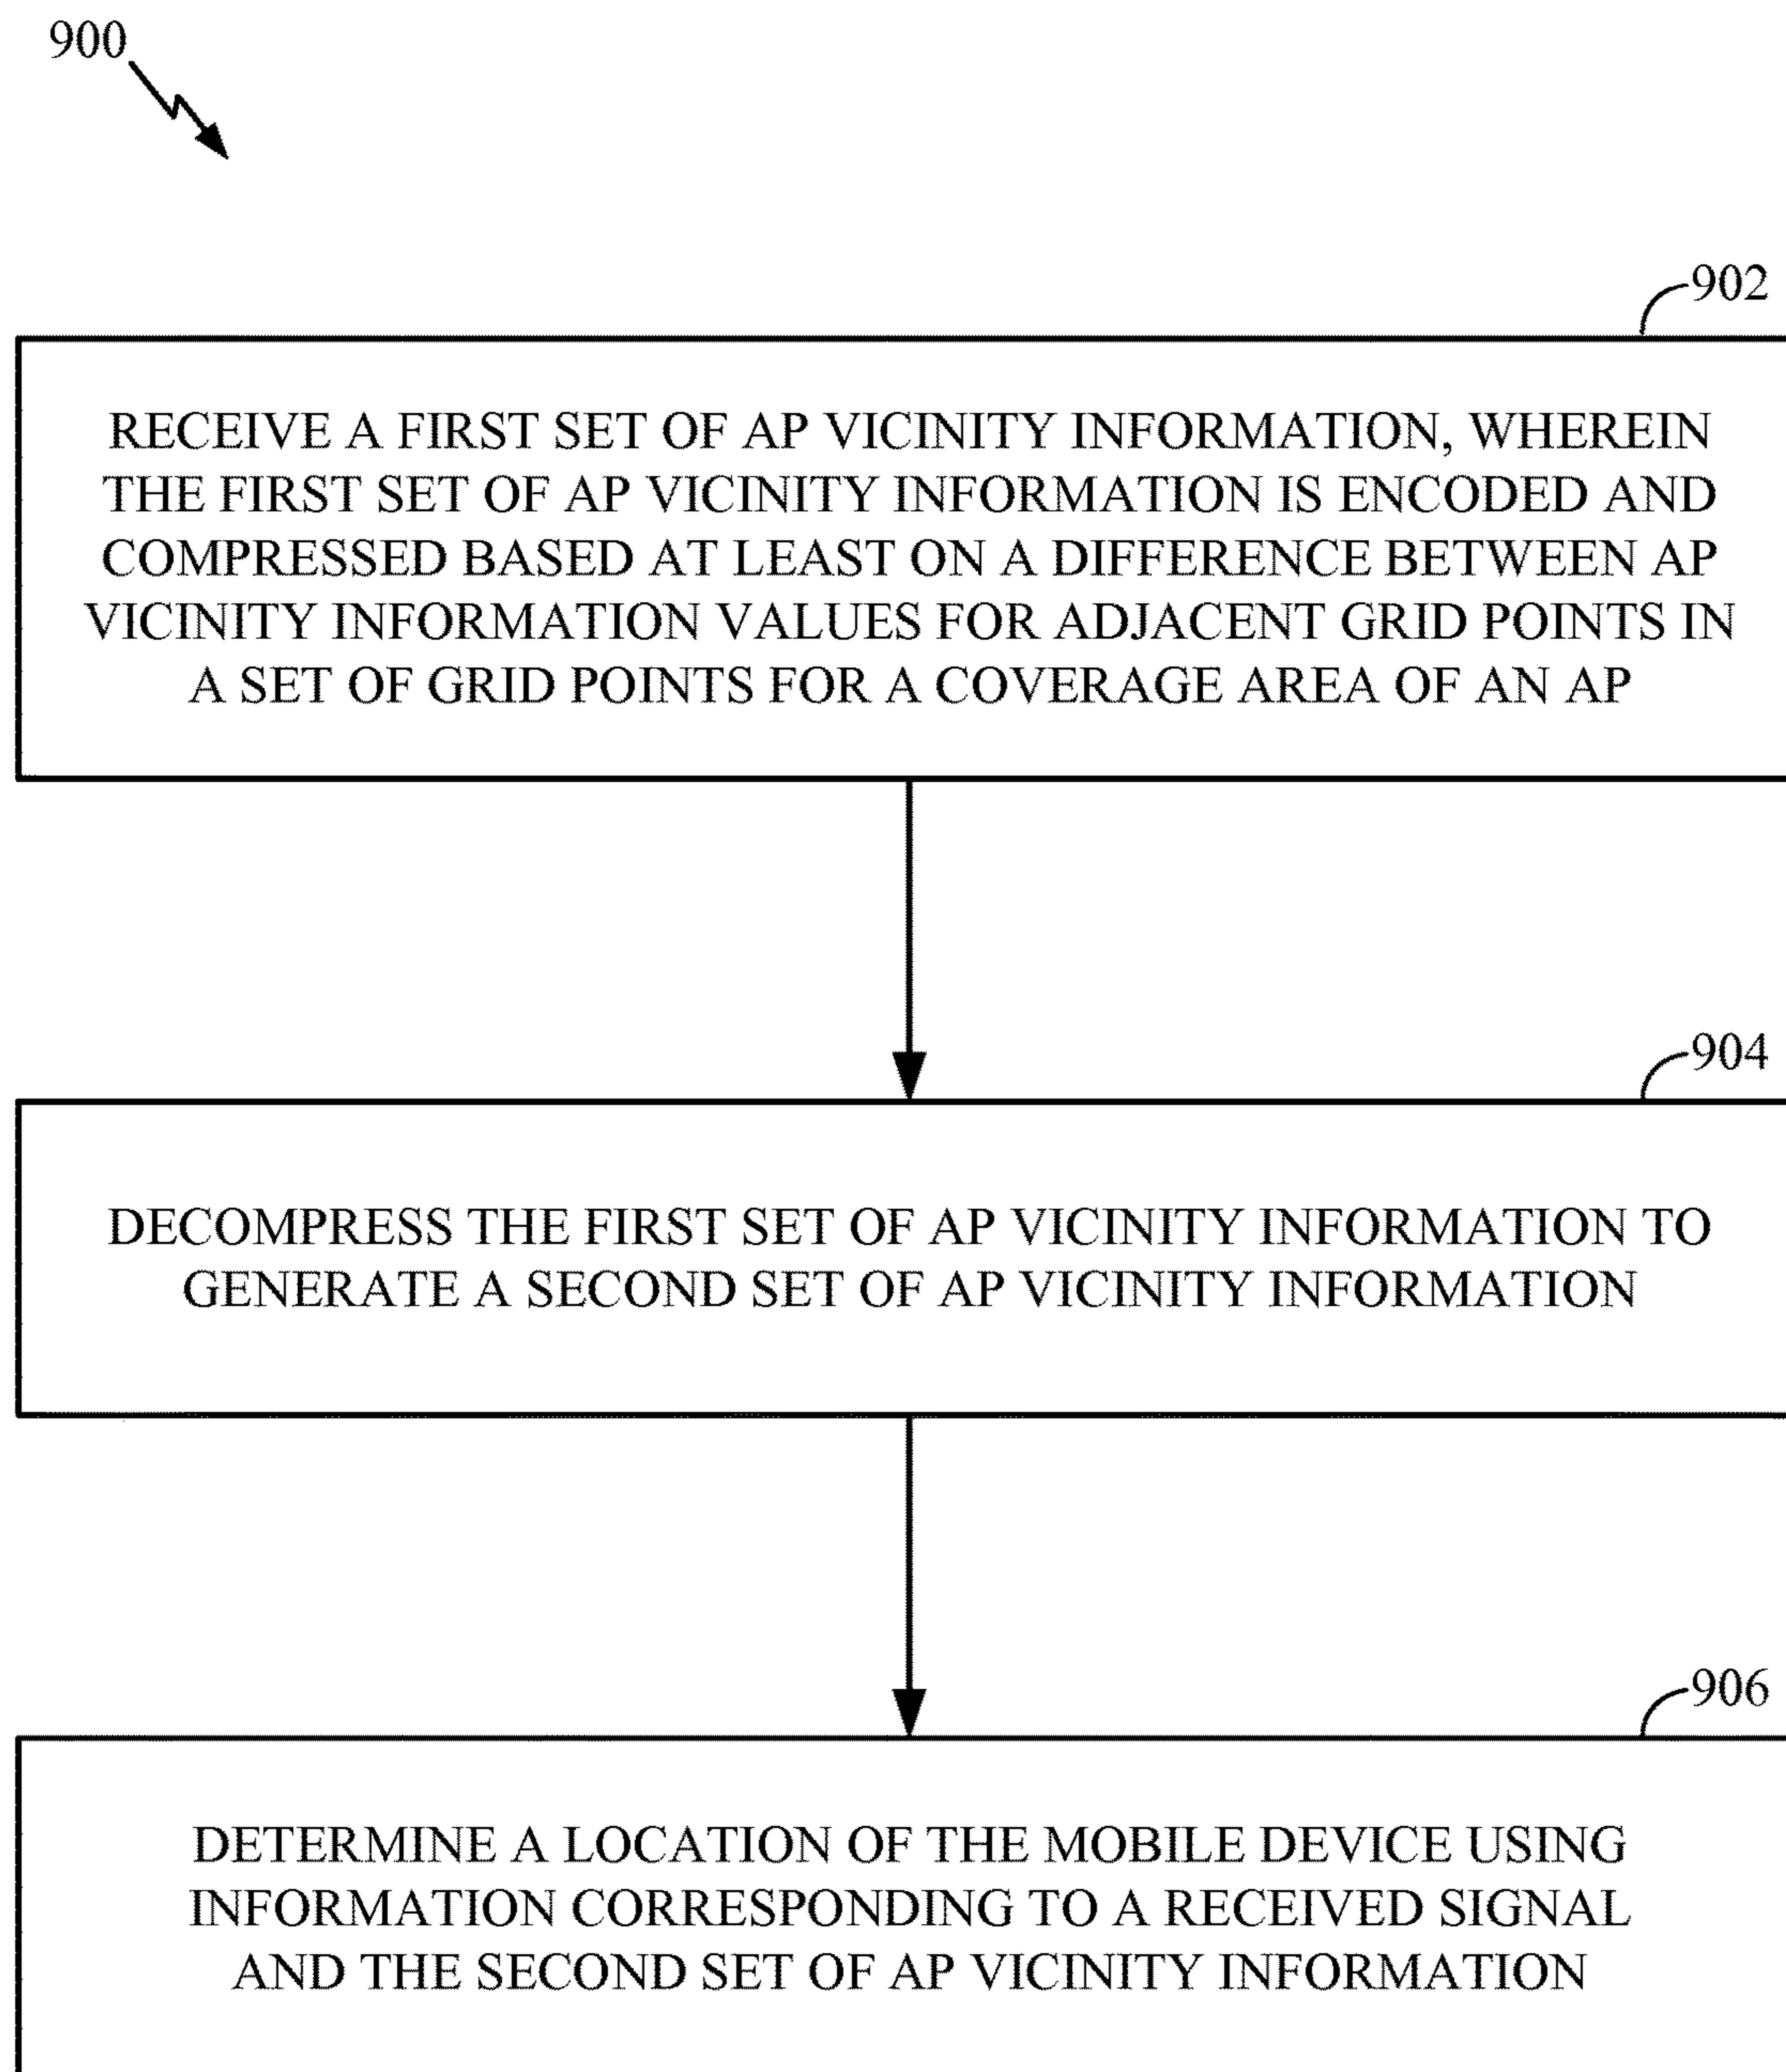 900
902
RECEIVE A FIRST SET OF AP VICINITY INFORMATION, WHEREIN
THE FIRST SET OF AP VICINITY INFORMATION IS ENCODED AND
COMPRESSED BASED AT LEAST ON A DIFFERENCE BETWEEN AP
VICINITY INFORMATION VALUES FOR ADJACENT GRID POINTS IN
A SET OF GRID POINTS FOR A COVERAGE AREA OF AN AP
904
DECOMPRESS THE FIRST SET OF AP VICINITY INFORMATION TO
GENERATE A SECOND SET OF AP VICINITY INFORMATION
906
DETERMINE A LOCATION OF THE MOBILE DEVICE USING
INFORMATION CORRESPONDING TO A RECEIVED SIGNAL
AND THE SECOND SET OF AP VICINITY INFORMATION